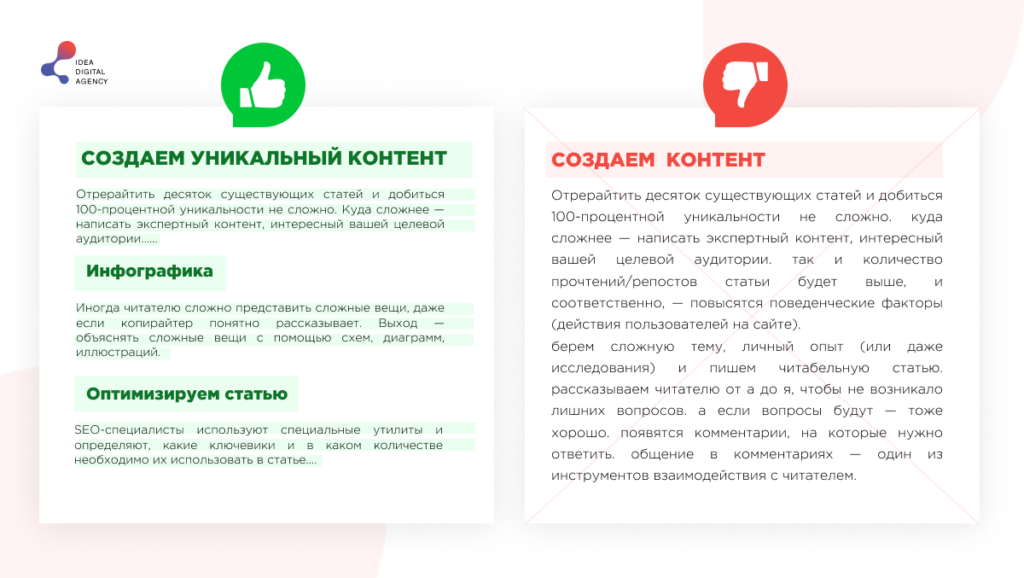 IDEA
DIGITAL
AGENCY
СОЗДАЕМ УНИКАЛЬНЫЙ КОНТЕНТ
Отрерайтить десяток существующих статей и добиться
100-процентной уникальности не сложно. Куда сложнее —
написать экспертный контент, интересный вашей целевой
аудитории......
Инфографика
Иногда читателю сложно представить сложные вещи, даже
если копирайтер понятно рассказывает. Выход —
объяснять сложные вещи с помощью схем, диаграмм,
иллюстраций.
Оптимизируем статью
SEO-специалисты используют специальные утилиты и
определяют, какие ключевики и в каком количестве
необходимо их использовать в статье....
СОЗДАЕМ КОНТЕНТ
Отрерайтить десяток существующих статей и добиться
100-процентной уникальности не сложно. куда
сложнее — написать экспертный контент, интересный
вашей целевой аудитории. так и количество
прочтений/репостов статьи будет выше, и
соответственно, — повысятся поведенческие факторы
(действия пользователей на сайте).
берем сложную тему, личный опыт (или даже
исследования) и пишем читабельную статью.
рассказываем читателю от а до я, чтобы не возникало
лишних вопросов. а если вопросы будут — тоже
хорошо. появятся комментарии, на которые нужно
ответить. общение в комментариях — один из
инструментов взаимодействия с читателем.